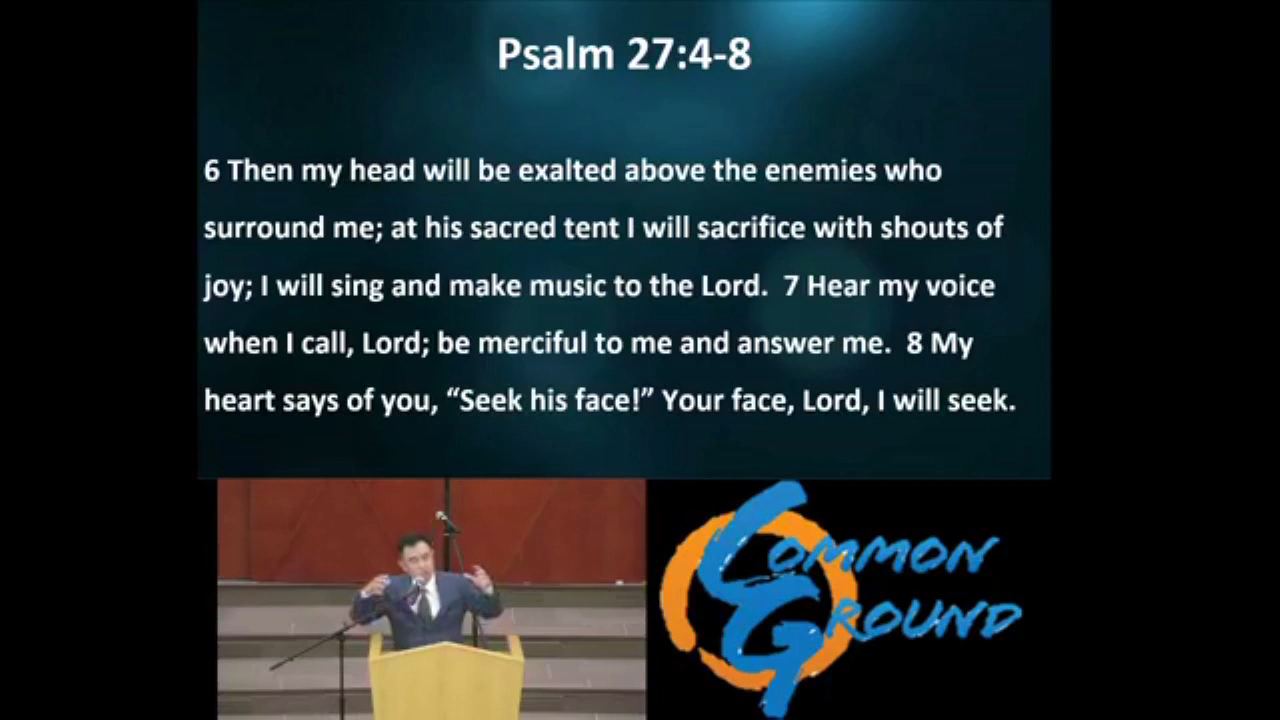 Psalm 27:4-8
6 Then my head will be exalted above the enemies who
surround me; at his sacred tent I will sacrifice with shouts of
joy; I will sing and make music to the Lord.  7 Hear my voice
when I call, Lord; be merciful to me and answer me.  8 My
heart says of you, “Seek his face!” Your face, Lord, I will seek.
COMMON
GROUND